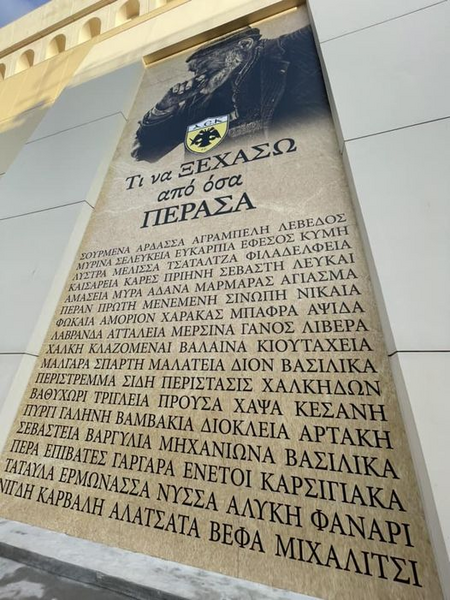 ΑΕΚ
Τι να ΞΕΧΑΣΩ
από όσα
ΠΕΡΑΣΑ
ΣΟΥΡΜΕΝΑ ΑΡΔΑΣΣΑ ΑΓΡΑΜΠΕΛΗ ΛΕΒΕΔΟΣ
ΜΥΡΙΝΑ ΣΕΛΕΥΚΕΙΑ ΕΥΚΑΡΠΙΑ ΕΦΕΣΟΣ ΚΥΜΗ
ΛΥΣΤΡΑ ΜΕΛΙΣΣΑ ΤΣΑΤΑΛΤΖΑ ΦΙΛΑΔΕΛΦΕΙΑ
ΚΑΙΣΑΡΕΙΑ ΚΑΡΕΣ ΠΡΙΗΝΗ ΣΕΒΑΣΤΗ ΛΕΥΚΑΙ
ΑΜΑΣΕΙΑ ΜΥΡΑ ΑΔΑΝΑ ΜΑΡΜΑΡΑΣ ΑΓΙΑΣΜΑ
ΠΕΡΑΝ ΠΡΩΤΗ ΜΕΝΕΜΕΝΗ ΣΙΝΩΠΗ ΝΙΚΑΙΑ
ΦΩΚΑΙΑ ΑΜΟΡΙΟΝ ΧΑΡΑΚΑΣ ΜΠΑΦΡΑ ΑΨΙΔΑ
ΛΑΒΡΑΝΔΑ ΑΤΤΑΛΕΙΑ ΜΕΡΣΙΝΑ ΓΑΝΟΣ ΛΙΒΕΡΑ
ΧΑΛΚΗ ΚΛΑΖΟΜΕΝΑΙ ΒΑΛΑΙΝΑ ΚΙΟΥΤΑΧΕΙΑ
ΜΑΛΓΑΡΑ ΣΠΑΡΤΗ ΜΑΛΑΤΕΙΑ ΔΙΟΝ ΒΑΣΙΛΙΚΑ
ΠΕΡΙΣΤΡΕΜΜΑ ΣΙΔΗ ΠΕΡΙΣΤΑΣΙΣ ΧΑΛΚΗΔΩΝ
ΒΑΘΥΧΩΡΙ ΤΡΙΓΛΕΙΑ ΠΡΟΥΣΑ ΧΑΨΑ ΚΕΣΑΝΗ
ΠΥΡΓΙ ΓΑΛΗΝΗ ΒΑΜΒΑΚΙΑ ΔΙΟΚΛΕΙΑ ΑΡΤΑΚΗ
ΣΕΒΑΣΤΕΙΑ ΒΑΡΓΥΛΙΑ ΜΗΧΑΝΙΩΝΑ ΒΑΣΙΛΙΚΑ
ΠΕΡΑ ΕΠΙΒΑΤΕΣ ΓΑΡΓΑΡΑ ΕΝΕΤΟΙ ΚΑΡΣΙΓΙΑΚΑ
ΤΑΤΑΥΛΑ ΕΡΜΩΝΑΣΣΑ ΝΥΣΣΑ ΑΛΥΚΗ ΦΑΝΑΡΙ
ΝΙΓΔΗ ΚΑΡΒΑΛΗ ΑΛΑΤΣΑΤΑ ΒΕΦΑ ΜΙΧΑΛΙΤΣΙ